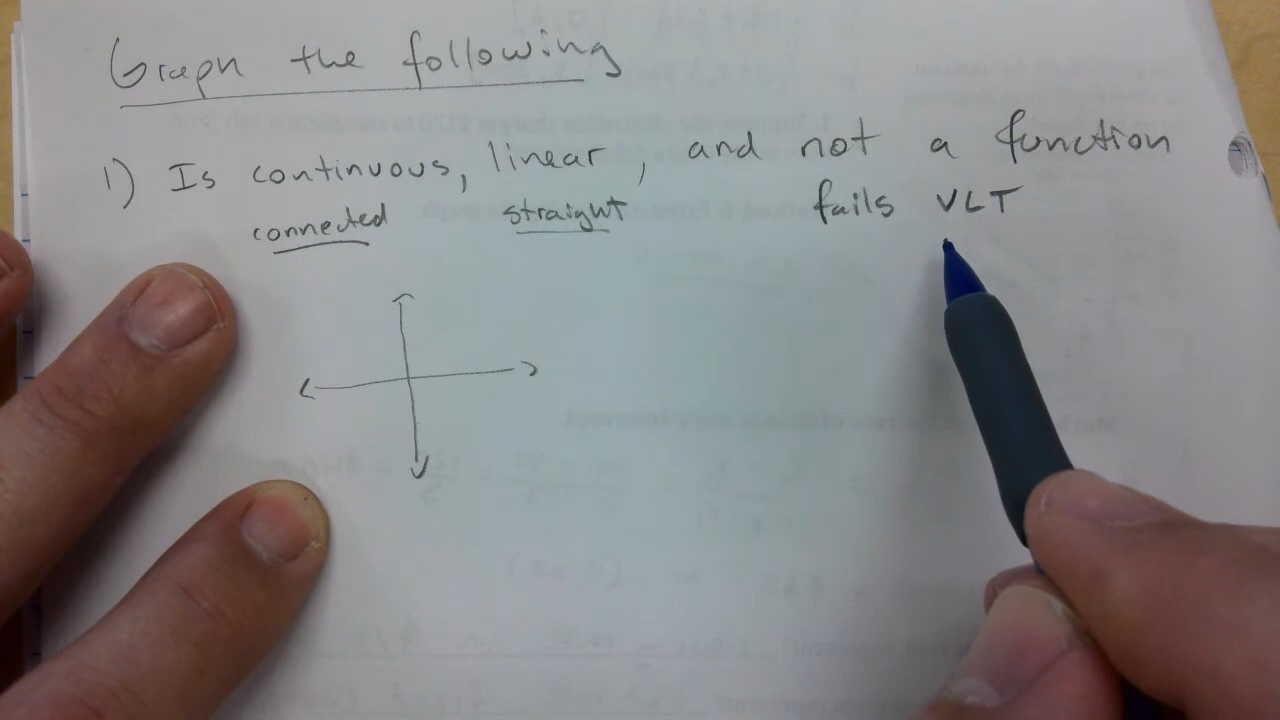 Graph the following
1) Is continuous, linear, and not a function
connected straight fails VLT